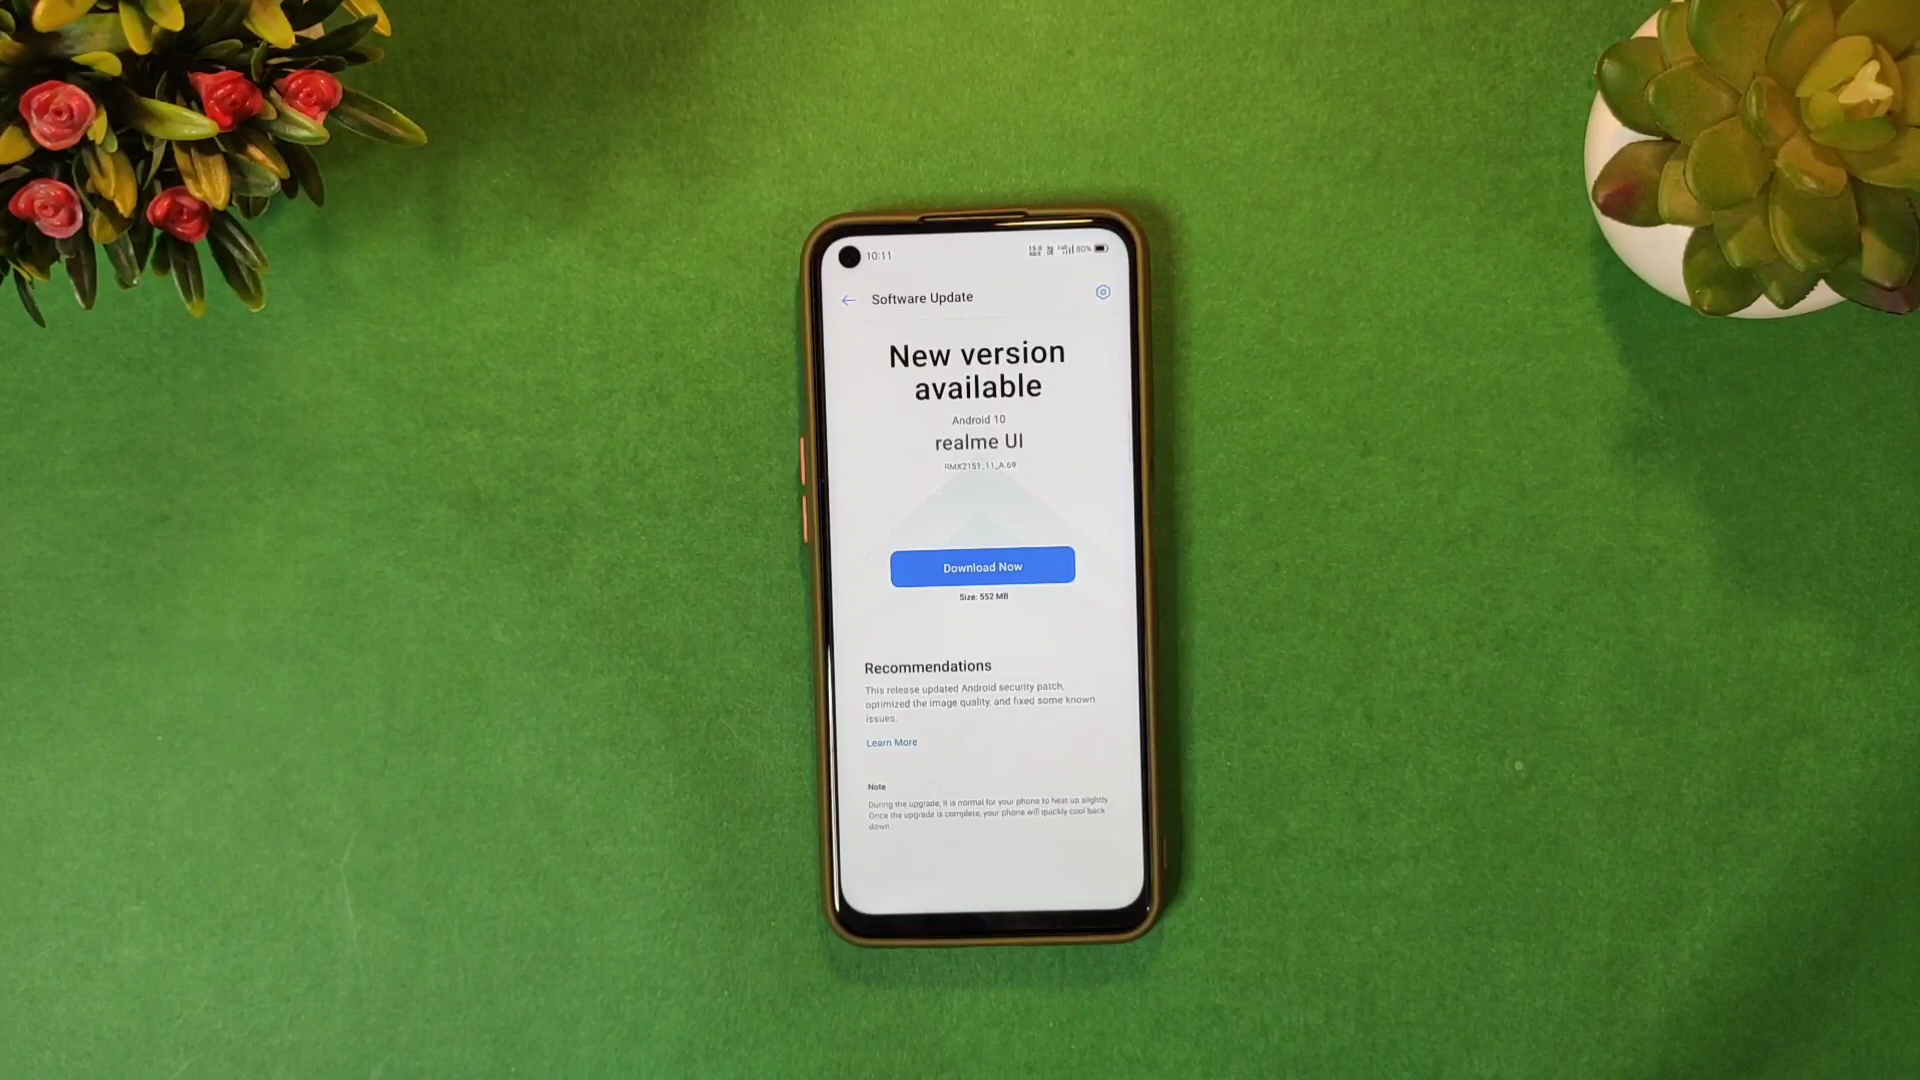 10:11
80%
Software Update
New version
available
Android 10
realme UI
RMX2151_11_A.69
Download Now
Size: 552 MB
Recommendations
This release updated Android security patch,
optimized the image quality, and fixed some known
issues.
Learn More
Note
During the upgrade, it is normal for your phone to heat up slightly
Once the upgrade is complete, your phone will quickly cool back
down.